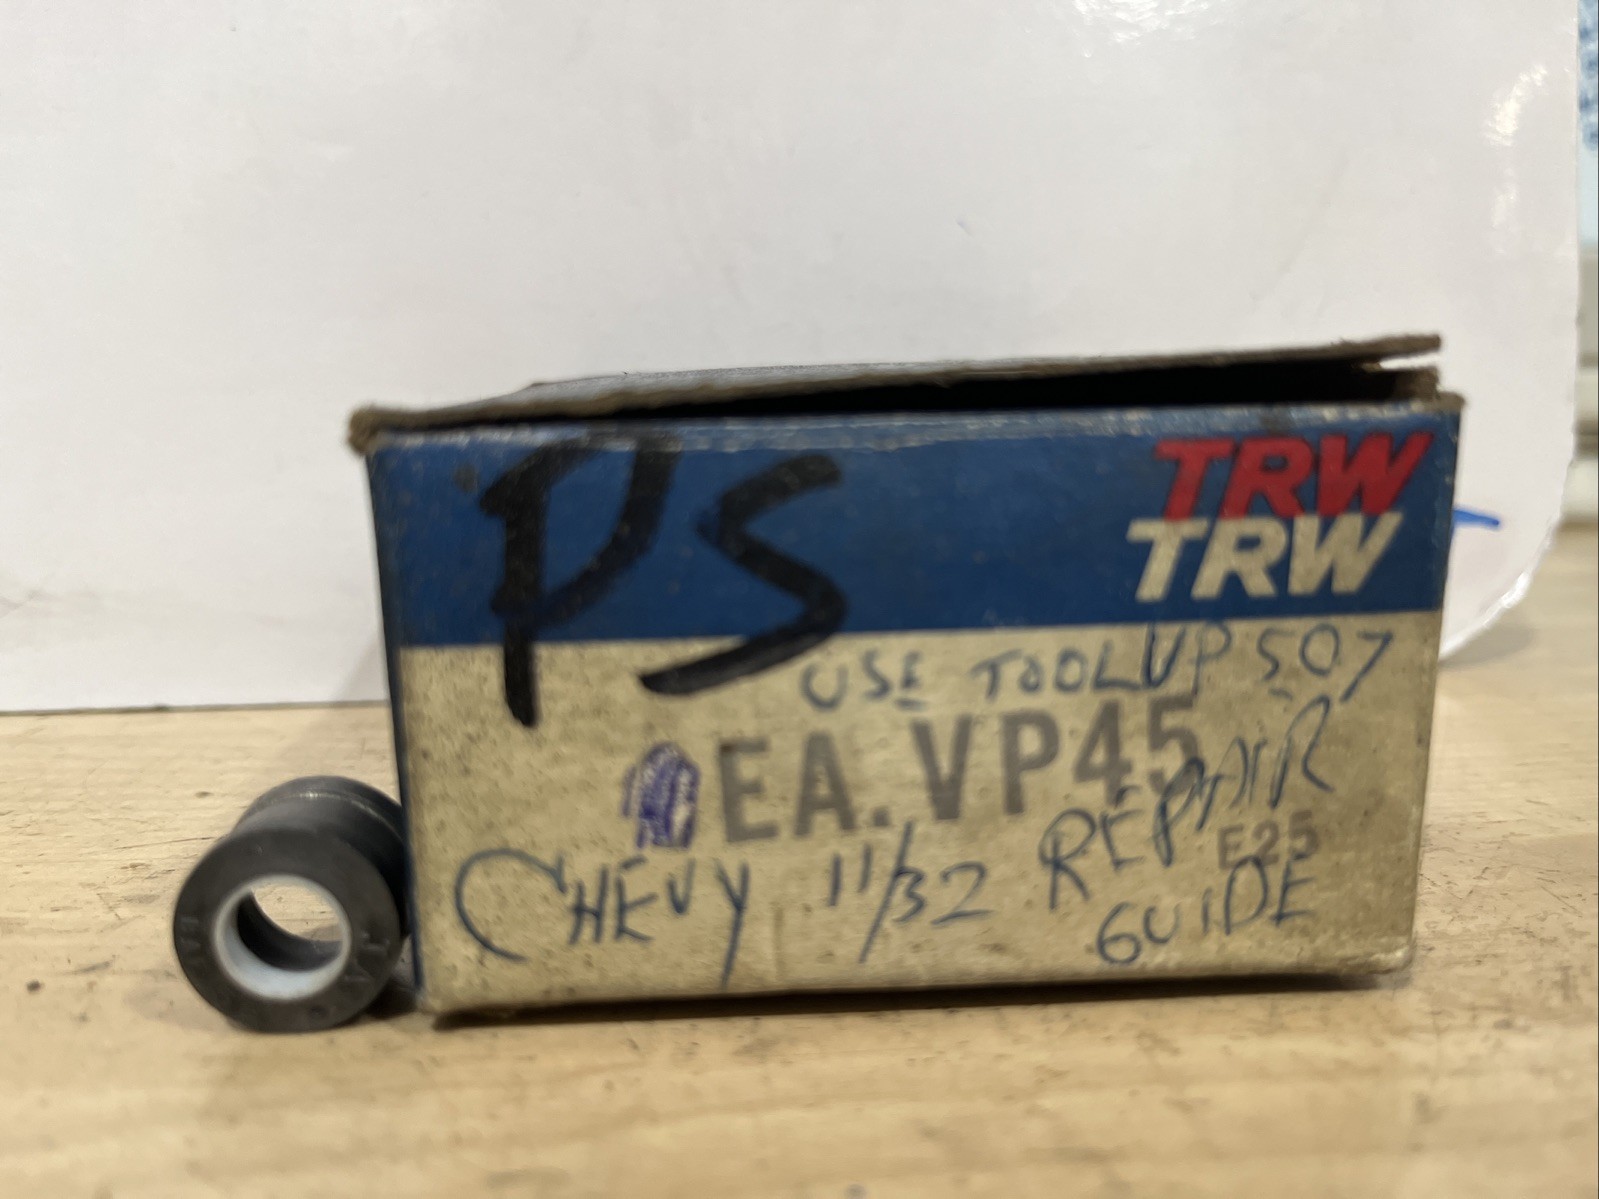 PS
TRW
TRW
USE TOOL VP 507
EA.VP45
E25
CHEVY 11/32 REPAIR
GUIDE